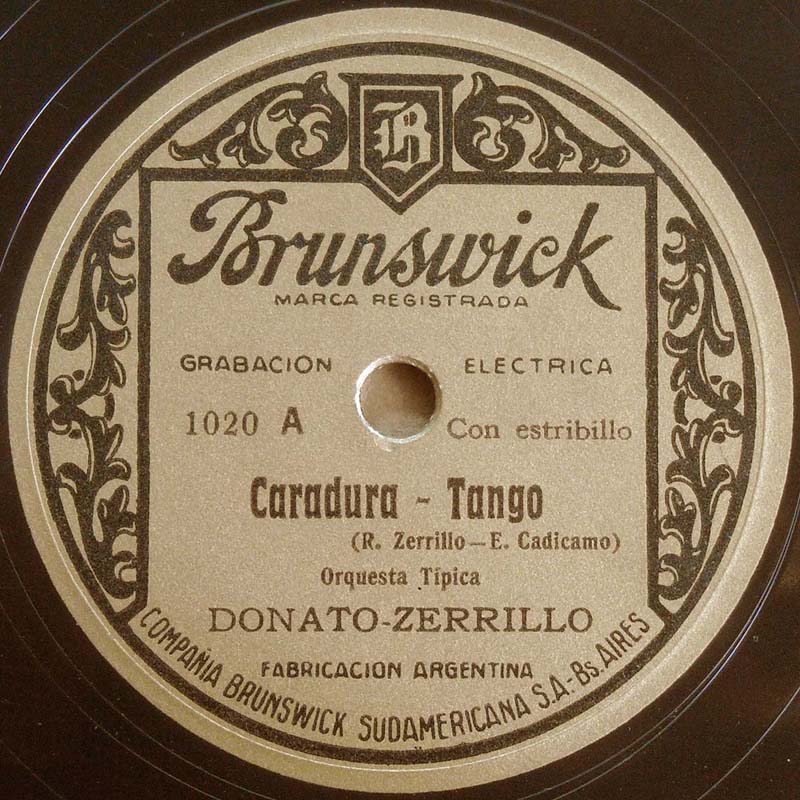 B
Brunswick
MARCA REGISTRADA
GRABACION ELECTRICA
1020 A Con estribillo
Caradura - Tango
(R. Zerrillo—E. Cadicamo)
Orquesta Típica
DONATO-ZERRILLO
FABRICACION ARGENTINA
COMPAÑIA BRUNSWICK SUDAMERICANA S.A-Bs. AIRES